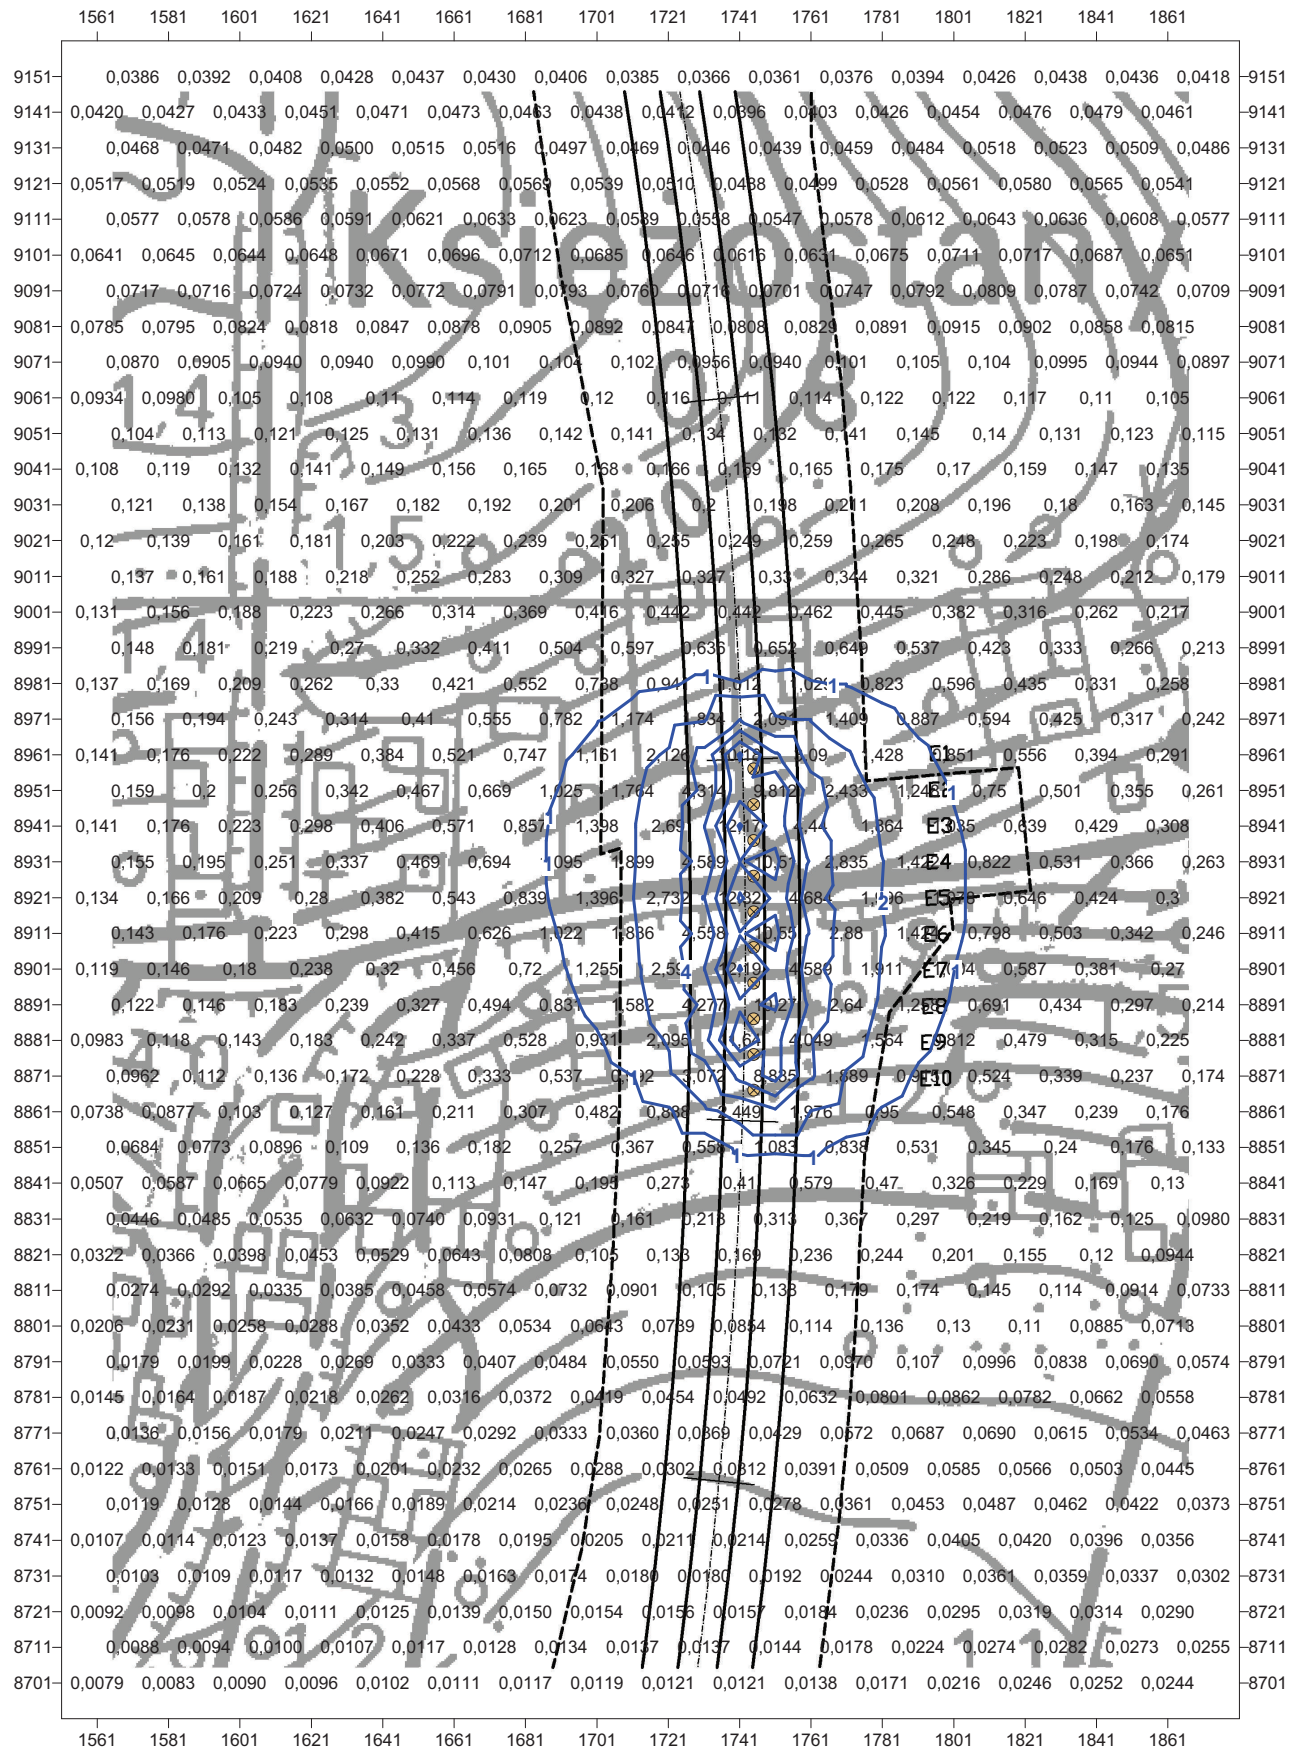 1561 1581 1601 1621 1641 1661 1681 1701 1721 1741 1761 1781 1801 1821 1841 1861
9151 0,0386 0,0392 0,0408 0,0428 0,0437 0,0430 0,0406 0,0385 0,0366 0,0361 0,0376 0,0394 0,0426 0,0438 0,0436 0,0418 9151
9141 0,0420 0,0427 0,0433 0,0451 0,0471 0,0473 0,0463 0,0438 0,0412 0,0396 0,0403 0,0426 0,0454 0,0476 0,0479 0,0461 9141
9131 0,0468 0,0471 0,0482 0,0500 0,0515 0,0516 0,0497 0,0469 0,0446 0,0439 0,0459 0,0484 0,0518 0,0523 0,0509 0,0486 9131
9121 0,0517 0,0519 0,0524 0,0535 0,0552 0,0568 0,0569 0,0539 0,0510 0,0488 0,0499 0,0528 0,0561 0,0580 0,0565 0,0541 9121
9111 0,0577 0,0578 0,0586 0,0591 0,0621 0,0633 0,0623 0,0589 0,0558 0,0547 0,0578 0,0612 0,0643 0,0636 0,0608 0,0577 9111
Ksiezostany
9101 0,0641 0,0645 0,0644 0,0648 0,0671 0,0696 0,0712 0,0685 0,0646 0,0616 0,0631 0,0675 0,0711 0,0717 0,0687 0,0651 9101
9091 0,0717 0,0716 0,0724 0,0732 0,0772 0,0791 0,0793 0,0760 0,0716 0,0701 0,0747 0,0792 0,0809 0,0787 0,0742 0,0709 9091
9081 0,0785 0,0795 0,0824 0,0818 0,0847 0,0878 0,0905 0,0892 0,0847 0,0808 0,0829 0,0891 0,0915 0,0902 0,0858 0,0815 9081
9071 0,0870 0,0905 0,0940 0,0940 0,0990 0,101 0,104 0,102 0,0956 0,0940 0,101 0,105 0,104 0,0995 0,0944 0,0897 9071
018
9061 0,0934 0,0980 0,105 0,108 0,11 0,114 0,119 0,12 0,116 0,111 0,114 0,122 0,122 0,117 0,11 0,105 9061
9051 0,104 0,113 0,121 0,125 0,131 0,136 0,142 0,141 0,134 0,132 0,141 0,145 0,14 0,131 0,123 0,115 9051
9041 0,108 0,119 0,132 0,141 0,149 0,156 0,165 0,168 0,166 0,159 0,165 0,175 0,17 0,159 0,147 0,135 9041
9031 0,121 0,138 0,154 0,167 0,182 0,192 0,201 0,206 0,2 0,198 0,211 0,208 0,196 0,18 0,163 0,145 9031
9021 0,12 0,139 0,161 0,181 0,203 0,222 0,239 0,251 0,255 0,249 0,259 0,265 0,248 0,223 0,198 0,174 9021
9011 0,137 0,161 0,188 0,218 0,252 0,283 0,309 0,327 0,327 0,33 0,344 0,321 0,286 0,248 0,212 0,179 9011
9001 0,131 0,156 0,188 0,223 0,266 0,314 0,369 0,416 0,442 0,442 0,462 0,445 0,382 0,316 0,262 0,217 9001
8991 0,148 0,181 0,219 0,27 0,332 0,411 0,504 0,597 0,636 0,652 0,649 0,537 0,423 0,333 0,266 0,213 8991
8981 0,137 0,169 0,209 0,262 0,33 0,421 0,552 0,738 0,823 0,596 0,435 0,331 0,258 8981
8971 0,156 0,194 0,243 0,314 0,41 0,555 0,782 1,174 1,409 0,887 0,594 0,425 0,317 0,242 8971
8961 0,141 0,176 0,222 0,289 0,384 0,521 0,747 1,161 2,126 E1 0,851 0,556 0,394 0,291 8961
8951 0,159 0,2 0,256 0,342 0,467 0,669 1,025 1,764 4,314 9,812 2,433 0,75 0,501 0,355 0,261 8951
8941 0,141 0,176 0,223 0,298 0,406 0,571 0,857 1,398 1,864 E3 0,639 0,429 0,308 8941
8931 0,155 0,195 0,251 0,337 0,469 0,694 1,095 1,899 4,589 2,835 E4 0,822 0,531 0,366 0,263 8931
8921 0,134 0,166 0,209 0,28 0,382 0,543 0,839 1,396 2,732 4,684 E5 0,646 0,424 0,3 8921
8911 0,143 0,176 0,223 0,298 0,415 0,626 1,022 1,836 4,558 2,88 E6 0,798 0,503 0,342 0,246 8911
8901 0,119 0,146 0,18 0,238 0,32 0,456 0,72 1,255 4,589 1,911 E7 0,587 0,381 0,27 8901
8891 0,122 0,146 0,183 0,239 0,327 0,494 0,831 1,582 4,277 2,64 E8 0,691 0,434 0,297 0,214 8891
8881 0,0983 0,118 0,143 0,183 0,242 0,337 0,528 0,931 2,095 4,049 1,564 E9 0,812 0,479 0,315 0,225 8881
8871 0,0962 0,112 0,136 0,172 0,228 0,333 0,537 3,072 8,835 1,889 E10 0,524 0,339 0,237 0,174 8871
8861 0,0738 0,0877 0,103 0,127 0,161 0,211 0,307 0,482 0,888 2,449 1,976 0,95 0,548 0,347 0,239 0,176 8861
8851 0,0684 0,0773 0,0896 0,109 0,136 0,182 0,257 0,367 0,558 1,083 0,838 0,531 0,345 0,24 0,176 0,133 8851
8841 0,0507 0,0587 0,0665 0,0779 0,0922 0,113 0,147 0,195 0,273 0,41 0,579 0,47 0,326 0,229 0,169 0,13 8841
8831 0,0446 0,0485 0,0535 0,0632 0,0740 0,0931 0,121 0,161 0,213 0,313 0,367 0,297 0,219 0,162 0,125 0,0980 8831
8821 0,0322 0,0366 0,0398 0,0453 0,0529 0,0643 0,0808 0,105 0,133 0,169 0,236 0,244 0,201 0,155 0,12 0,0944 8821
8811 0,0274 0,0292 0,0335 0,0385 0,0458 0,0574 0,0732 0,0901 0,105 0,133 0,179 0,174 0,145 0,114 0,0914 0,0733 8811
8801 0,0206 0,0231 0,0258 0,0288 0,0352 0,0433 0,0534 0,0643 0,0739 0,0854 0,114 0,136 0,13 0,11 0,0885 0,0713 8801
8791 0,0179 0,0199 0,0228 0,0269 0,0333 0,0407 0,0484 0,0550 0,0593 0,0721 0,0970 0,107 0,0996 0,0838 0,0690 0,0574 8791
8781 0,0145 0,0164 0,0187 0,0218 0,0262 0,0316 0,0372 0,0419 0,0454 0,0492 0,0632 0,0801 0,0862 0,0782 0,0662 0,0558 8781
8771 0,0136 0,0156 0,0179 0,0211 0,0247 0,0292 0,0333 0,0360 0,0369 0,0429 0,0572 0,0687 0,0690 0,0615 0,0534 0,0463 8771
8761 0,0122 0,0133 0,0151 0,0173 0,0201 0,0232 0,0265 0,0288 0,0302 0,0312 0,0391 0,0509 0,0585 0,0566 0,0503 0,0445 8761
8751 0,0119 0,0128 0,0144 0,0166 0,0189 0,0214 0,0236 0,0248 0,0251 0,0278 0,0361 0,0453 0,0487 0,0462 0,0422 0,0373 8751
8741 0,0107 0,0114 0,0123 0,0137 0,0158 0,0178 0,0195 0,0205 0,0211 0,0214 0,0259 0,0336 0,0405 0,0420 0,0396 0,0356 8741
8731 0,0103 0,0109 0,0117 0,0132 0,0148 0,0163 0,0174 0,0180 0,0180 0,0192 0,0244 0,0310 0,0361 0,0359 0,0337 0,0302 8731
8721 0,0092 0,0098 0,0104 0,0111 0,0125 0,0139 0,0150 0,0154 0,0156 0,0157 0,0184 0,0236 0,0295 0,0319 0,0314 0,0290 8721
8711 0,0088 0,0094 0,0100 0,0107 0,0117 0,0128 0,0134 0,0137 0,0137 0,0144 0,0178 0,0224 0,0274 0,0282 0,0273 0,0255 8711
8701 0,0079 0,0083 0,0090 0,0096 0,0102 0,0111 0,0117 0,0119 0,0121 0,0121 0,0138 0,0171 0,0216 0,0246 0,0252 0,0244 8701
1561 1581 1601 1621 1641 1661 1681 1701 1721 1741 1761 1781 1801 1821 1841 1861